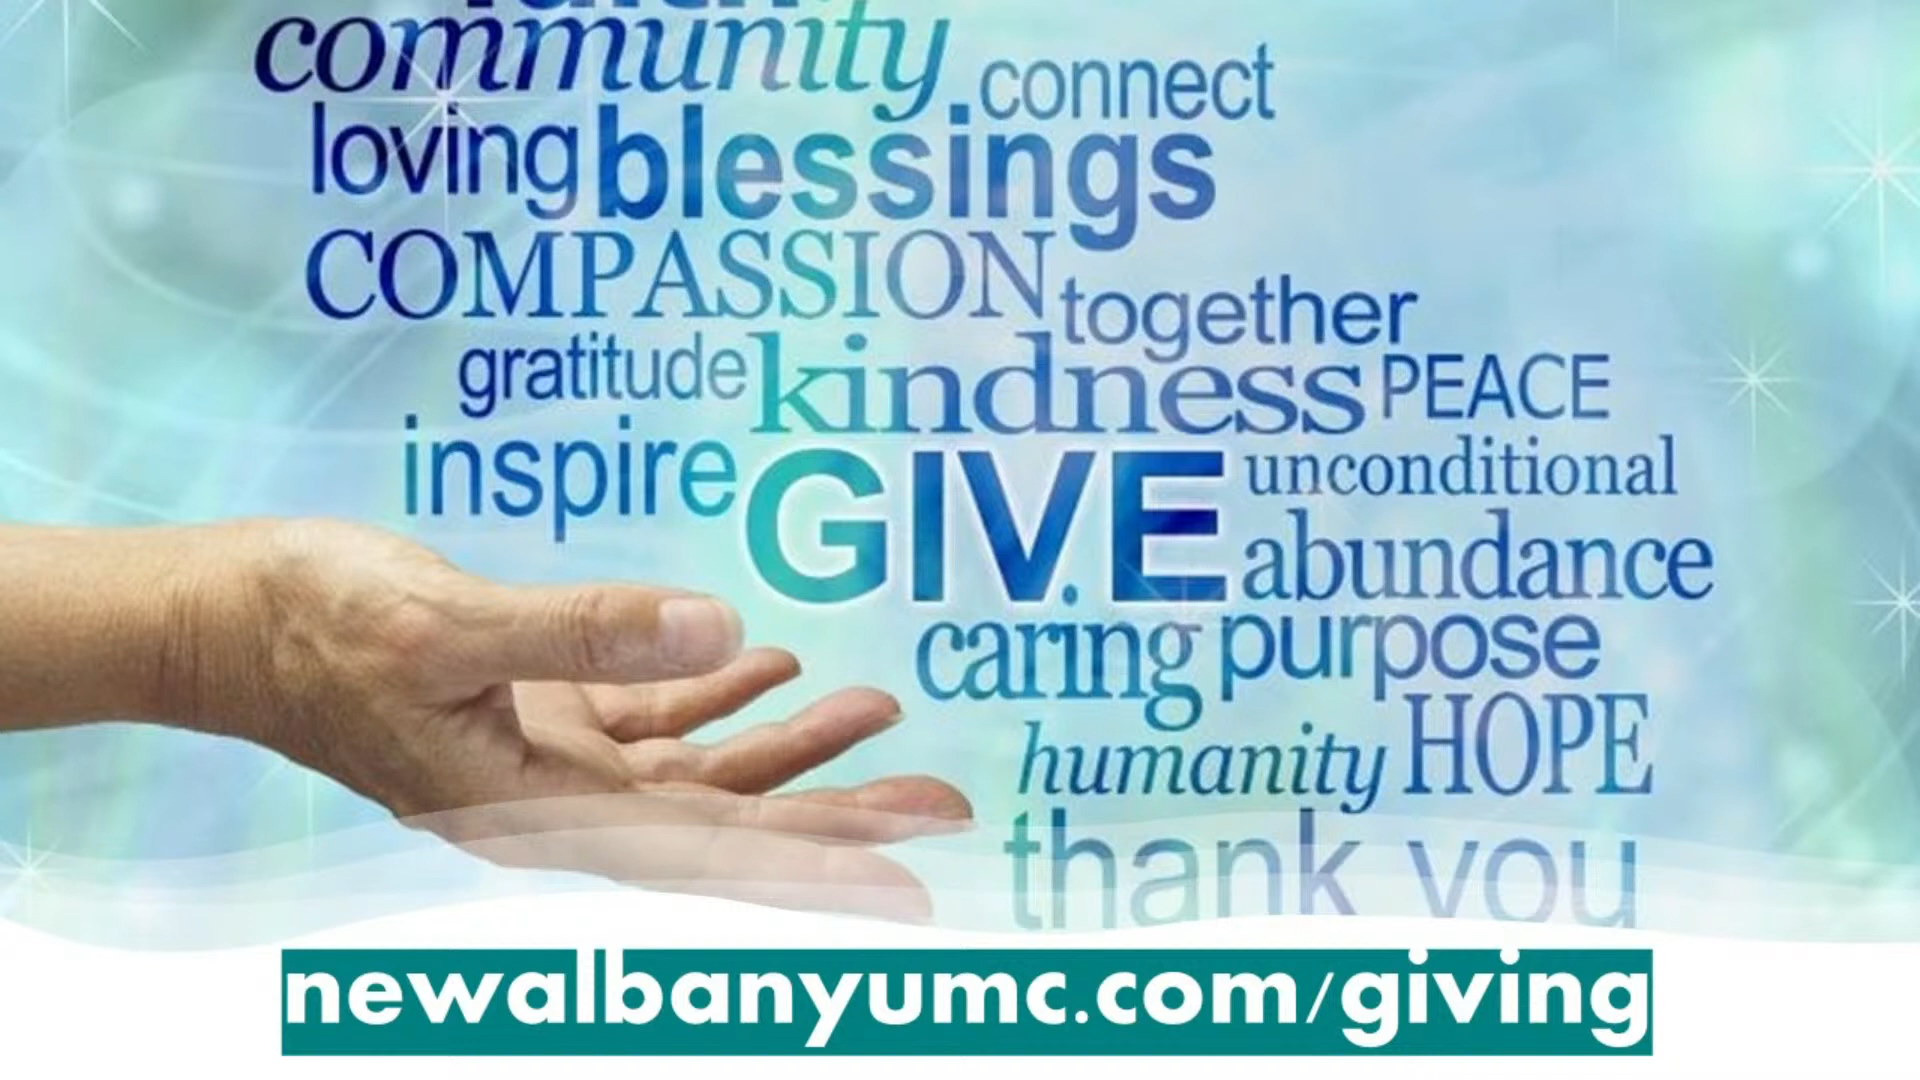 community connect
loving blessings
COMPASSION together
gratitude kindness PEACE
inspire GIVE unconditional
abundance
caring purpose
humanity HOPE
thank you
newalbanyumc.com/giving